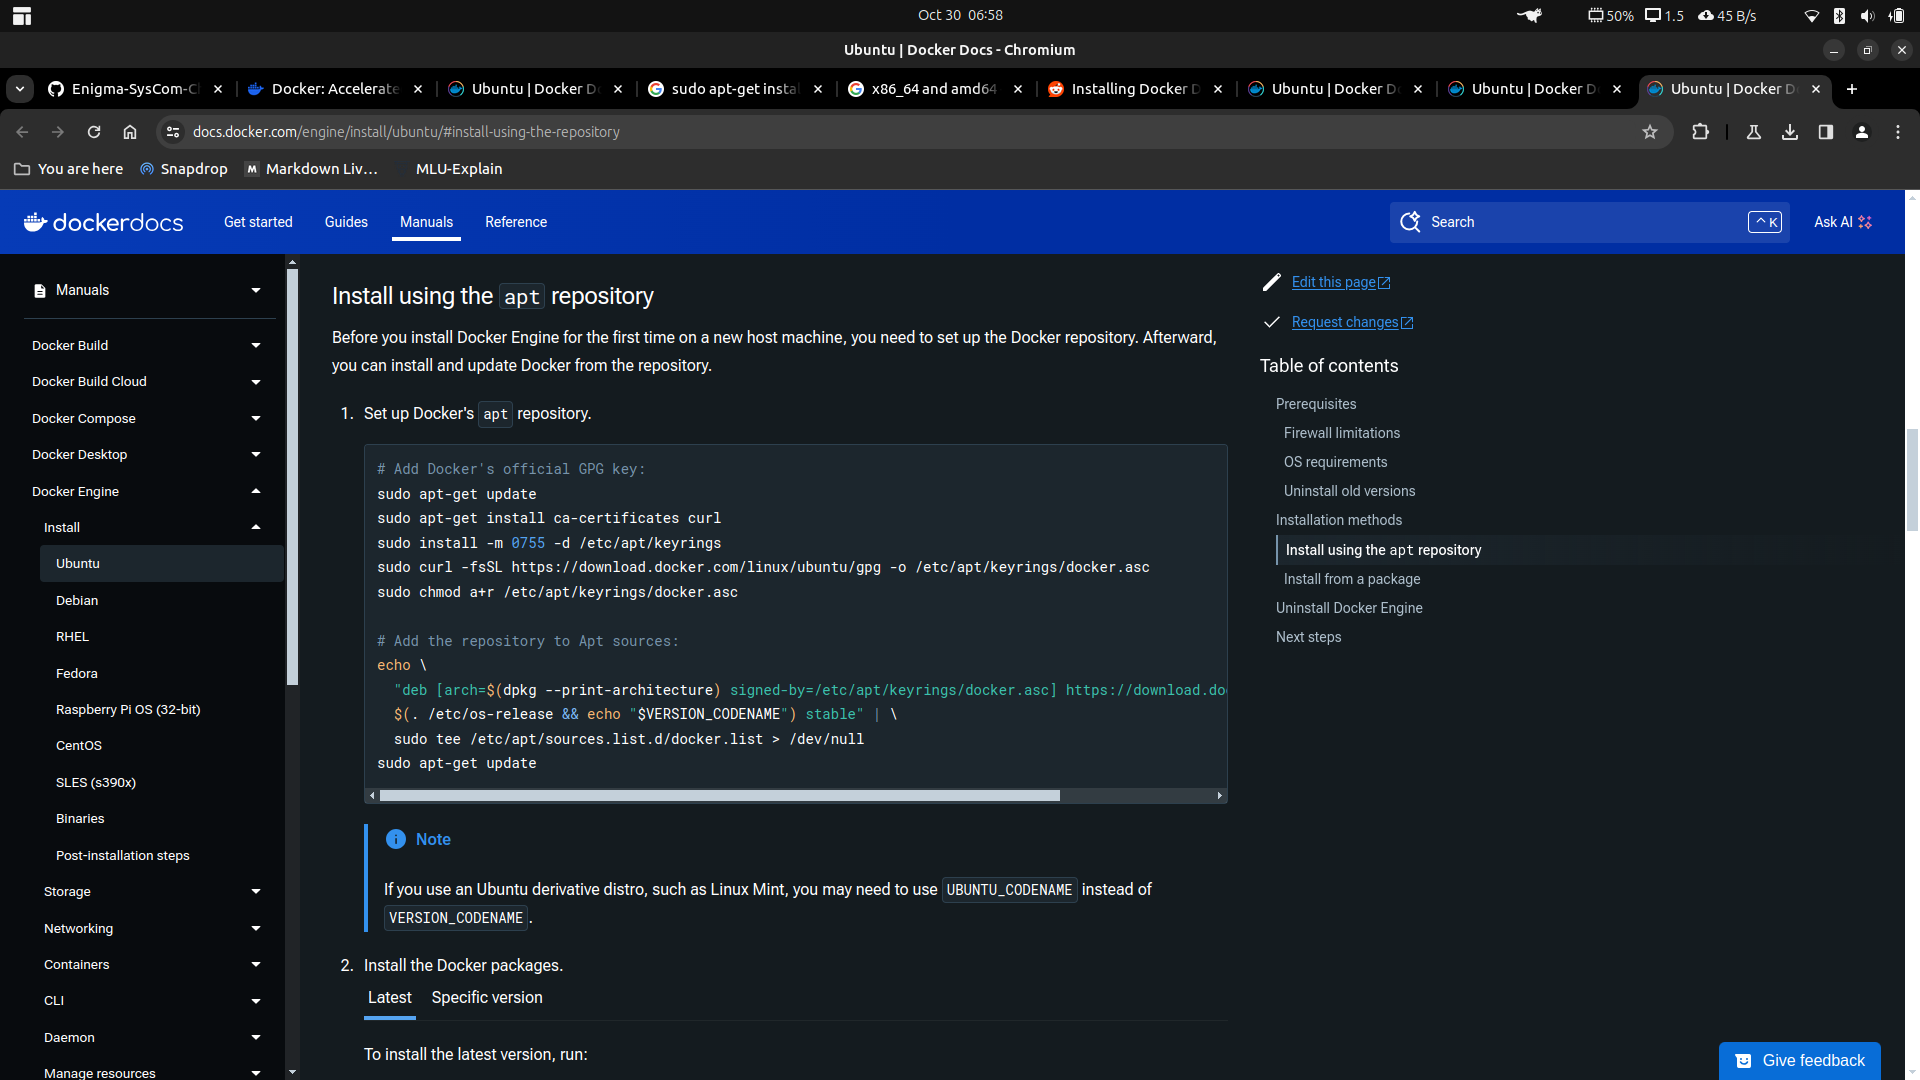 Oct 30 06:58
50%
1.5
45 B/s
Ubuntu | Docker Docs - Chromium
Enigma-SysCom-C
Docker: Accelerate
Ubuntu | Docker D
sudo apt-get insta
x86_64 and amd64
Installing Docker D
Ubuntu | Docker D
Ubuntu | Docker D
Ubuntu | Docker D
docs.docker.com/engine/install/ubuntu/#install-using-the-repository
You are here
Snapdrop
M Markdown Liv...
MLU-Explain
dockerdocs
Get started
Guides
Manuals
Reference
Search
^ K
Ask AI
Manuals
Docker Build
Docker Build Cloud
Docker Compose
Docker Desktop
Docker Engine
Install
Ubuntu
Debian
RHEL
Fedora
Raspberry Pi OS (32-bit)
CentOS
SLES (s390x)
Binaries
Post-installation steps
Storage
Networking
Containers
CLI
Daemon
Manage resources
Install using the apt repository
Before you install Docker Engine for the first time on a new host machine, you need to set up the Docker repository. Afterward,
you can install and update Docker from the repository.
1. Set up Docker's apt repository.
# Add Docker's official GPG key:
sudo apt-get update
sudo apt-get install ca-certificates curl
sudo install -m 0755 -d /etc/apt/keyrings
sudo curl -fsSL https://download.docker.com/linux/ubuntu/gpg -o /etc/apt/keyrings/docker.asc
sudo chmod a+r /etc/apt/keyrings/docker.asc
# Add the repository to Apt sources:
echo \
"deb [arch=$(dpkg --print-architecture) signed-by=/etc/apt/keyrings/docker.asc] https://download.do
$(. /etc/os-release && echo "$VERSION_CODENAME") stable" | \
sudo tee /etc/apt/sources.list.d/docker.list > /dev/null
sudo apt-get update
Note
If you use an Ubuntu derivative distro, such as Linux Mint, you may need to use UBUNTU_CODENAME instead of
VERSION_CODENAME.
2. Install the Docker packages.
Latest
Specific version
To install the latest version, run:
Edit this page
Request changes
Table of contents
Prerequisites
Firewall limitations
OS requirements
Uninstall old versions
Installation methods
Install using the apt repository
Install from a package
Uninstall Docker Engine
Next steps
Give feedback